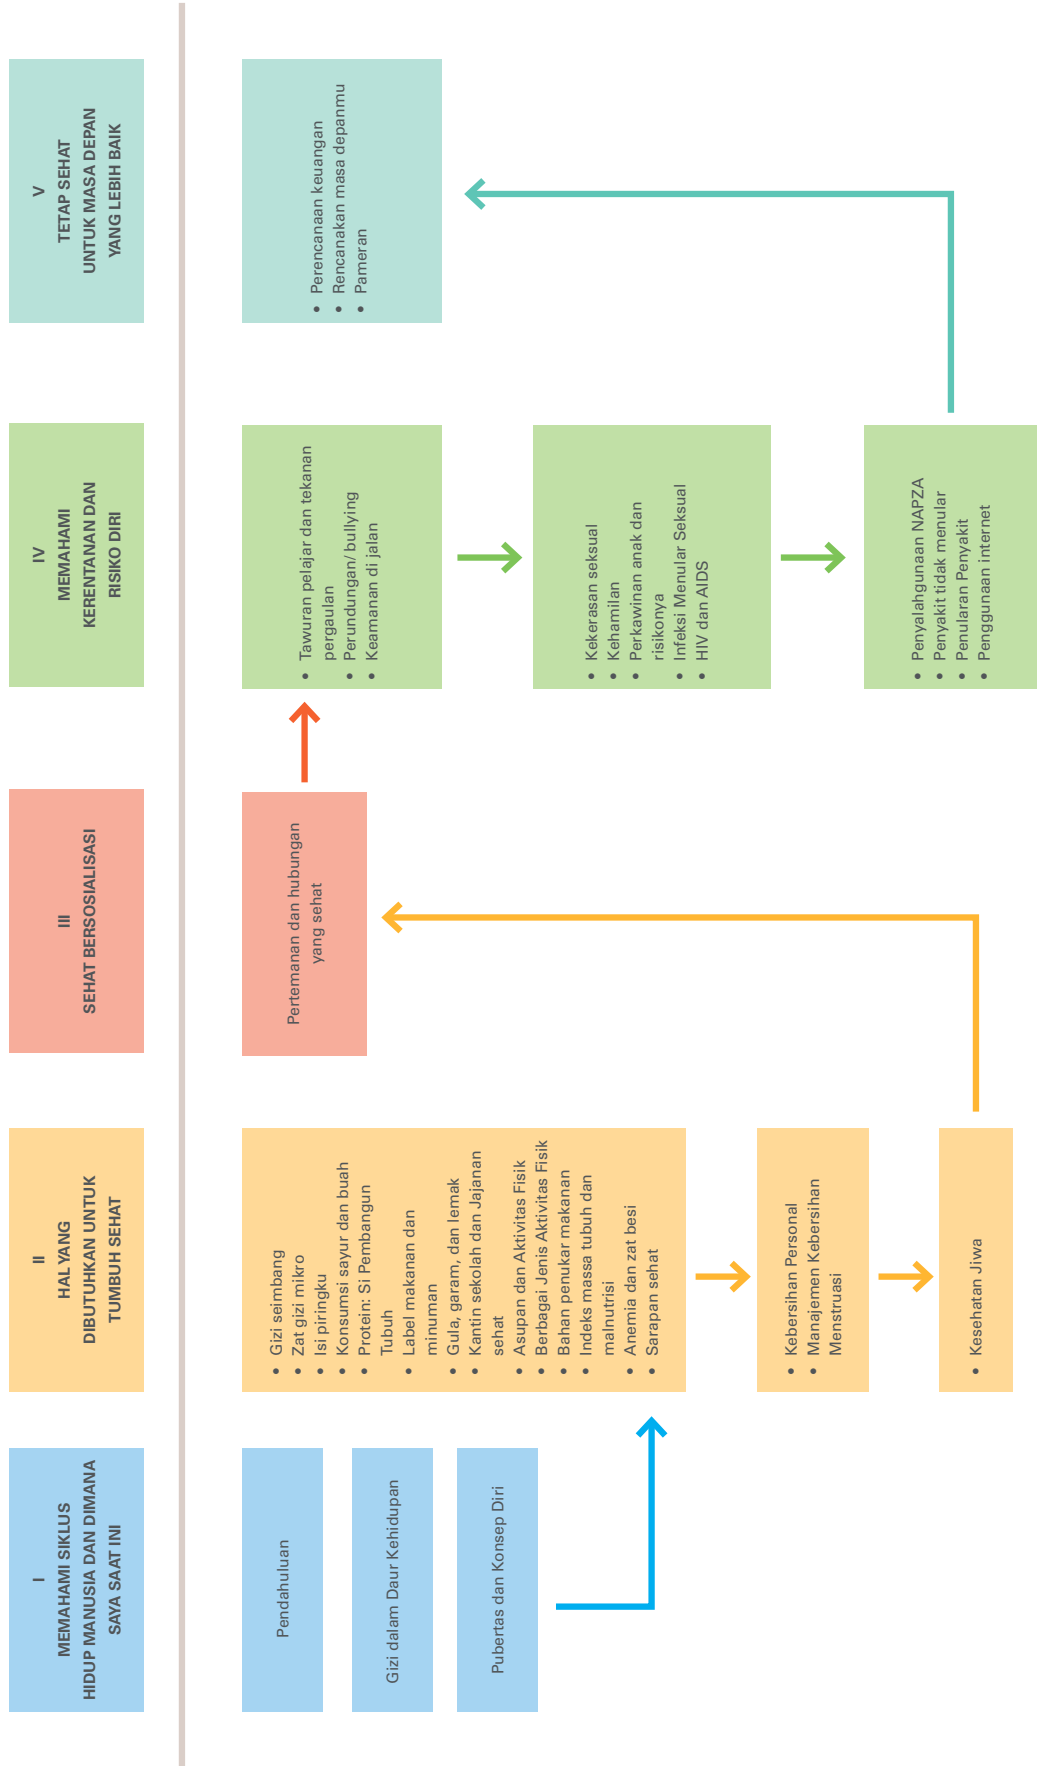 I
MEMAHAMI SIKLUS
HIDUP MANUSIA DAN DIMANA
SAYA SAAT INI
II
HAL YANG
DIBUTUHKAN UNTUK
TUMBUH SEHAT
III
SEHAT BERSOSIALISASI
IV
MEMAHAMI
KERENTANAN DAN
RISIKO DIRI
V
TETAP SEHAT
UNTUK MASA DEPAN
YANG LEBIH BAIK
Pendahuluan
Gizi dalam Daur Kehidupan
Pubertas dan Konsep Diri
• Gizi seimbang
• Zat gizi mikro
• Isi piringku
• Konsumsi sayur dan buah
• Protein: Si Pembangun
Tubuh
• Label makanan dan
minuman
• Gula, garam, dan lemak
• Kantin sekolah dan Jajanan
sehat
• Asupan dan Aktivitas Fisik
• Berbagai Jenis Aktivitas Fisik
• Bahan penukar makanan
• Indeks massa tubuh dan
malnutrisi
• Anemia dan zat besi
• Sarapan sehat
• Kebersihan Personal
• Manajemen Kebersihan
Menstruasi
• Kesehatan Jiwa
Pertemanan dan hubungan
yang sehat
• Tawuran pelajar dan tekanan
pergaulan
• Perundungan/ bullying
• Keamanan di jalan
• Kekerasan seksual
• Kehamilan
• Perkawinan anak dan
risikonya
• Infeksi Menular Seksual
• HIV dan AIDS
• Penyalahgunaan NAPZA
• Penyakit tidak menular
• Penularan Penyakit
• Penggunaan internet
• Perencanaan keuangan
• Rencanakan masa depanmu
• Pameran